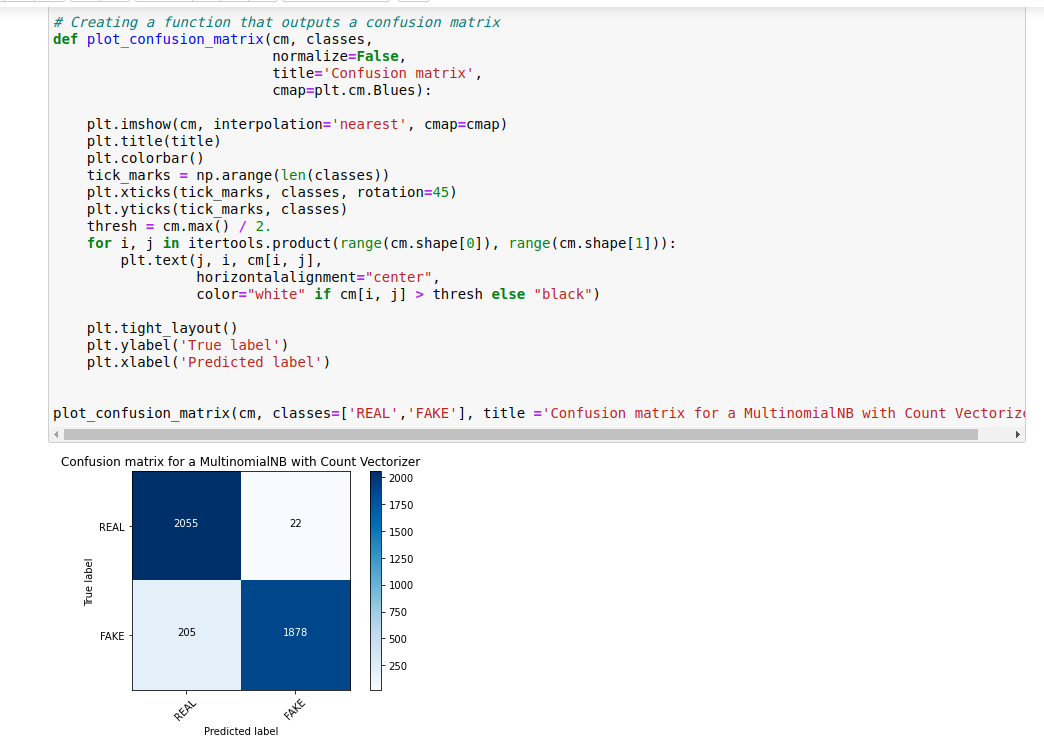 # Creating a function that outputs a confusion matrix
def plot_confusion_matrix(cm, classes,
                          normalize=False,
                          title='Confusion matrix',
                          cmap=plt.cm.Blues):

    plt.imshow(cm, interpolation='nearest', cmap=cmap)
    plt.title(title)
    plt.colorbar()
    tick_marks = np.arange(len(classes))
    plt.xticks(tick_marks, classes, rotation=45)
    plt.yticks(tick_marks, classes)
    thresh = cm.max() / 2.
    for i, j in itertools.product(range(cm.shape[0]), range(cm.shape[1])):
        plt.text(j, i, cm[i, j],
                 horizontalalignment="center",
                 color="white" if cm[i, j] > thresh else "black")

    plt.tight_layout()
    plt.ylabel('True label')
    plt.xlabel('Predicted label')

plot_confusion_matrix(cm, classes=['REAL','FAKE'], title ='Confusion matrix for a MultinomialNB with Count Vectorize
Confusion matrix for a MultinomialNB with Count Vectorizer
True label
REAL
2055
22
FAKE
205
1878
REAL
FAKE
Predicted label
2000
1750
1500
1250
1000
750
500
250